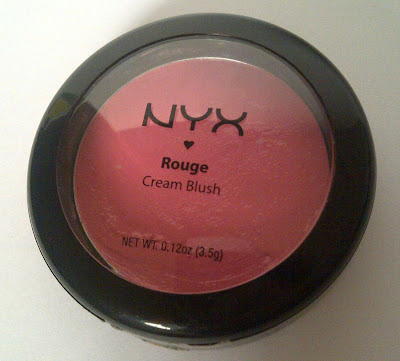 NYX
Rouge
Cream Blush
NET WT. 0.12oz (3.5g)